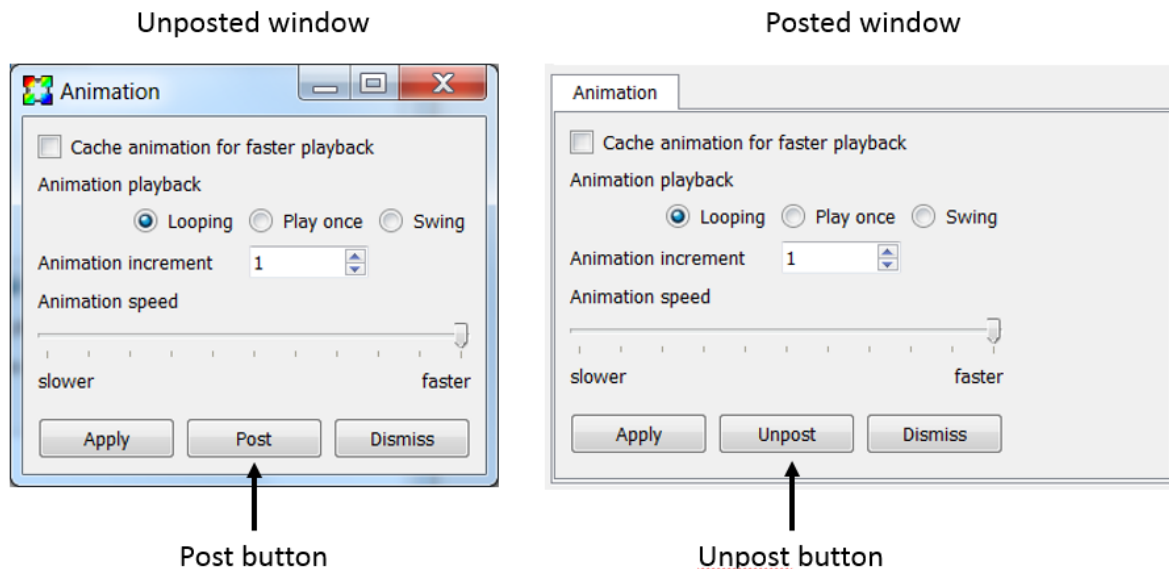 Unposted window
Animation
Cache animation for faster playback
Animation playback
Looping Play once Swing
Animation increment 1
Animation speed
slower faster
Apply Post Dismiss
Post button
Posted window
Animation
Cache animation for faster playback
Animation playback
Looping Play once Swing
Animation increment 1
Animation speed
slower faster
Apply Unpost Dismiss
Unpost button